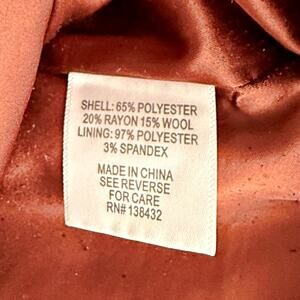 SHELL: 65% POLYESTER
20% RAYON 15% WOOL
LINING: 97% POLYESTER
3% SPANDEX
MADE IN CHINA
SEE REVERSE
FOR CARE
RN# 138432